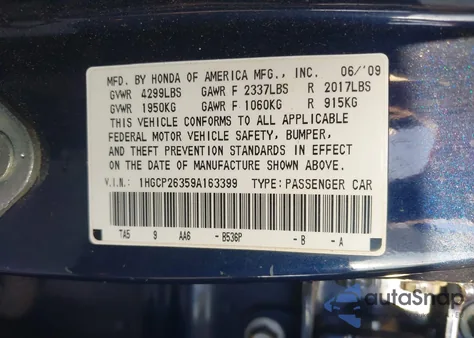 MFD. BY HONDA OF AMERICA MFG., INC. 06/'09
GVWR 4299LBS GAWR F 2337LBS R 2017LBS
GVWR 1950KG GAWR F 1060KG R 915KG
THIS VEHICLE CONFORMS TO ALL APPLICABLE
FEDERAL MOTOR VEHICLE SAFETY, BUMPER,
AND THEFT PREVENTION STANDARDS IN EFFECT
ON THE DATE OF MANUFACTURE SHOWN ABOVE.
V.I.N.: 1HGCP26359A163399 TYPE: PASSENGER CAR
TA5 9 AA6 - B536P - B - A
autoSnap